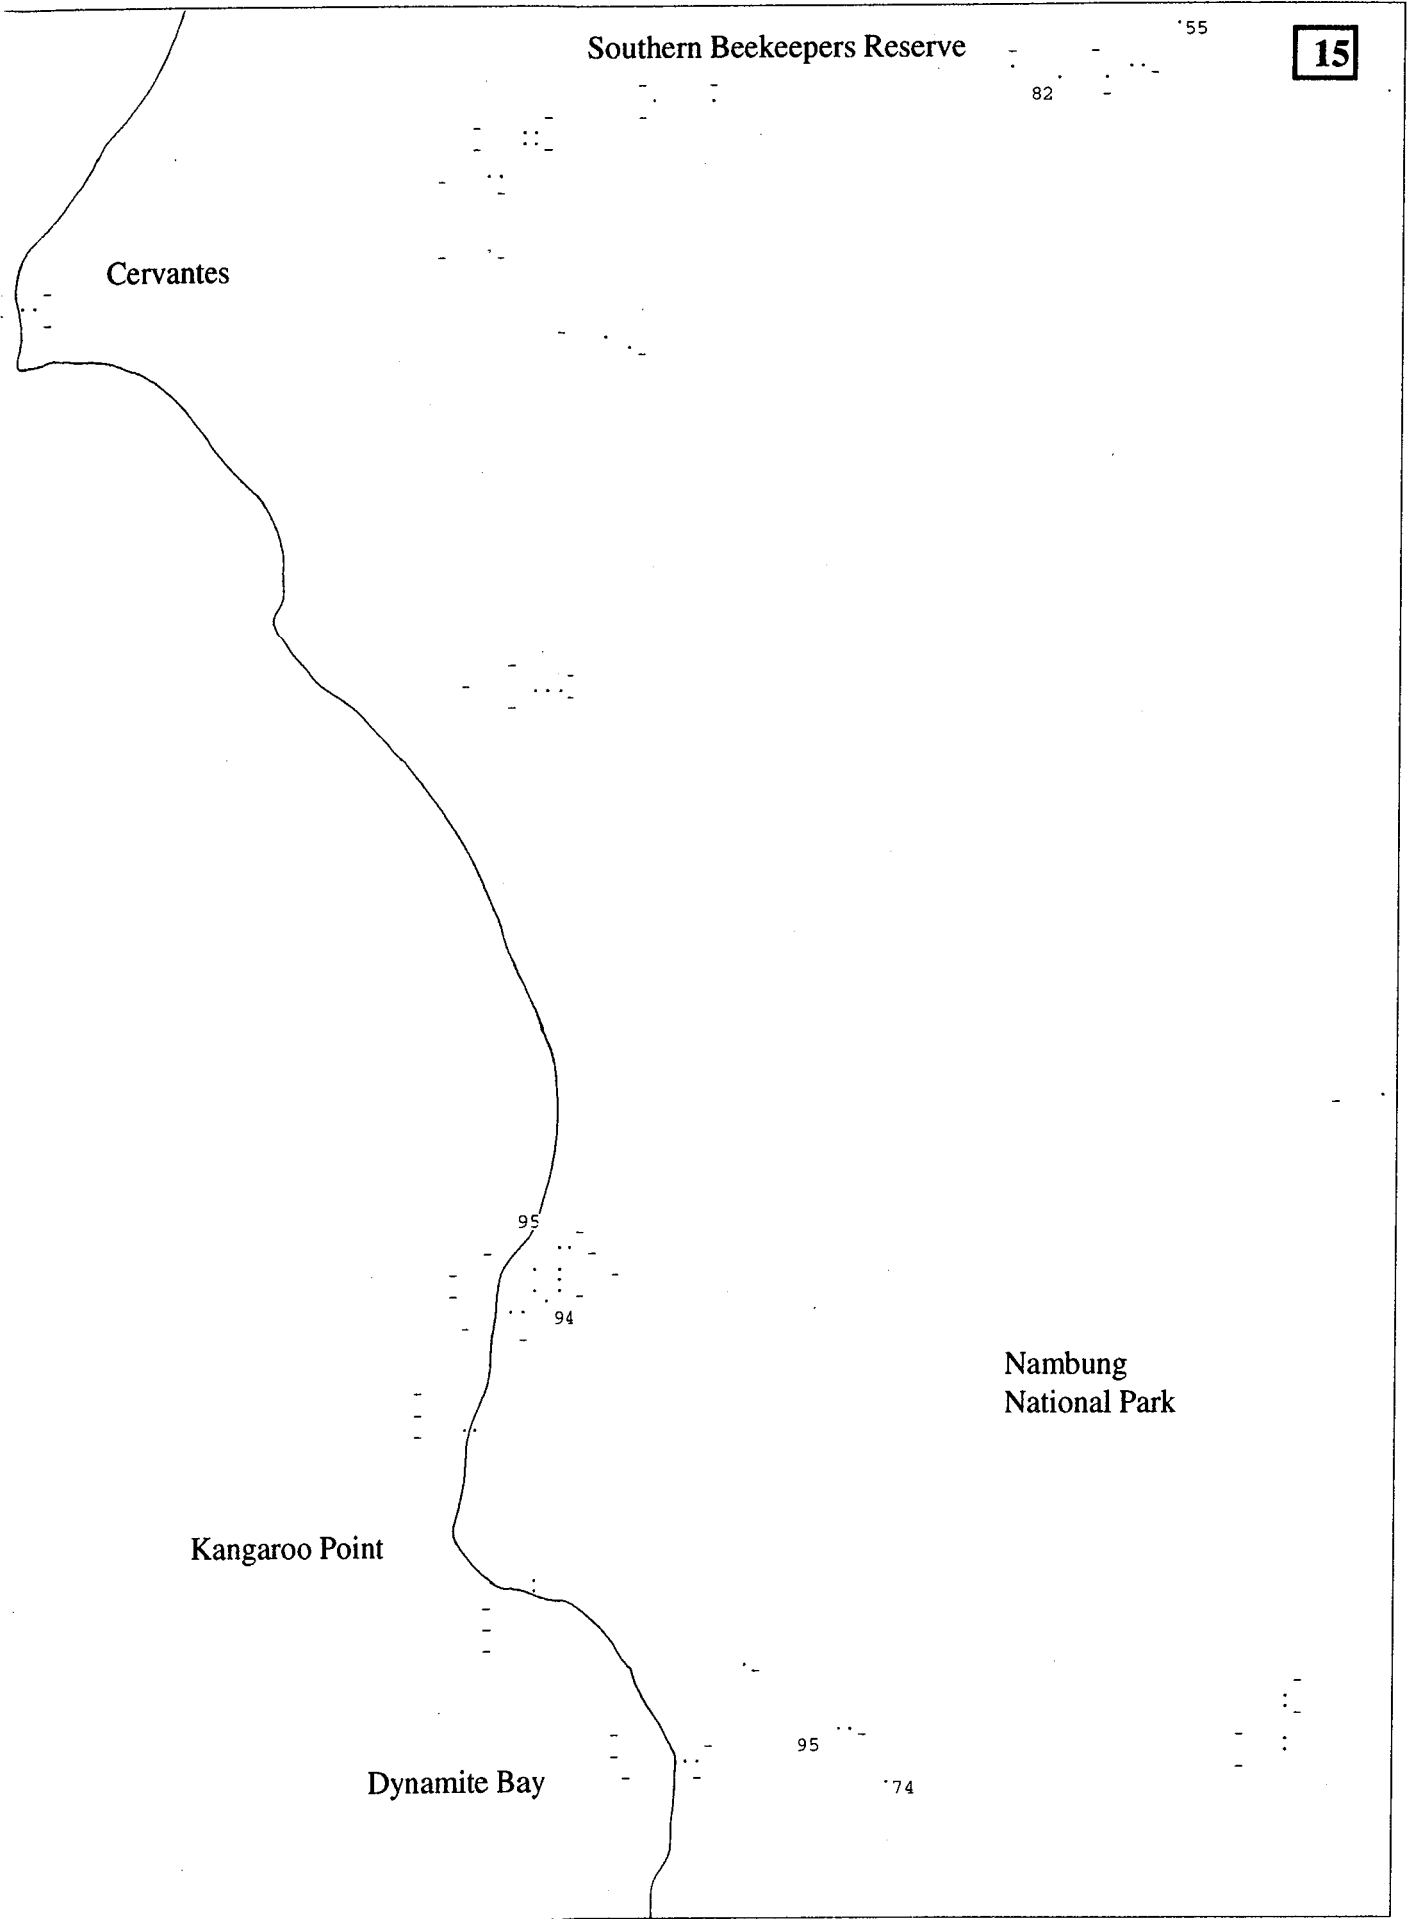 55
Southern Beekeepers Reserve
15
82
Cervantes
95
94
Nambung
National Park
Kangaroo Point
95
Dynamite Bay
74